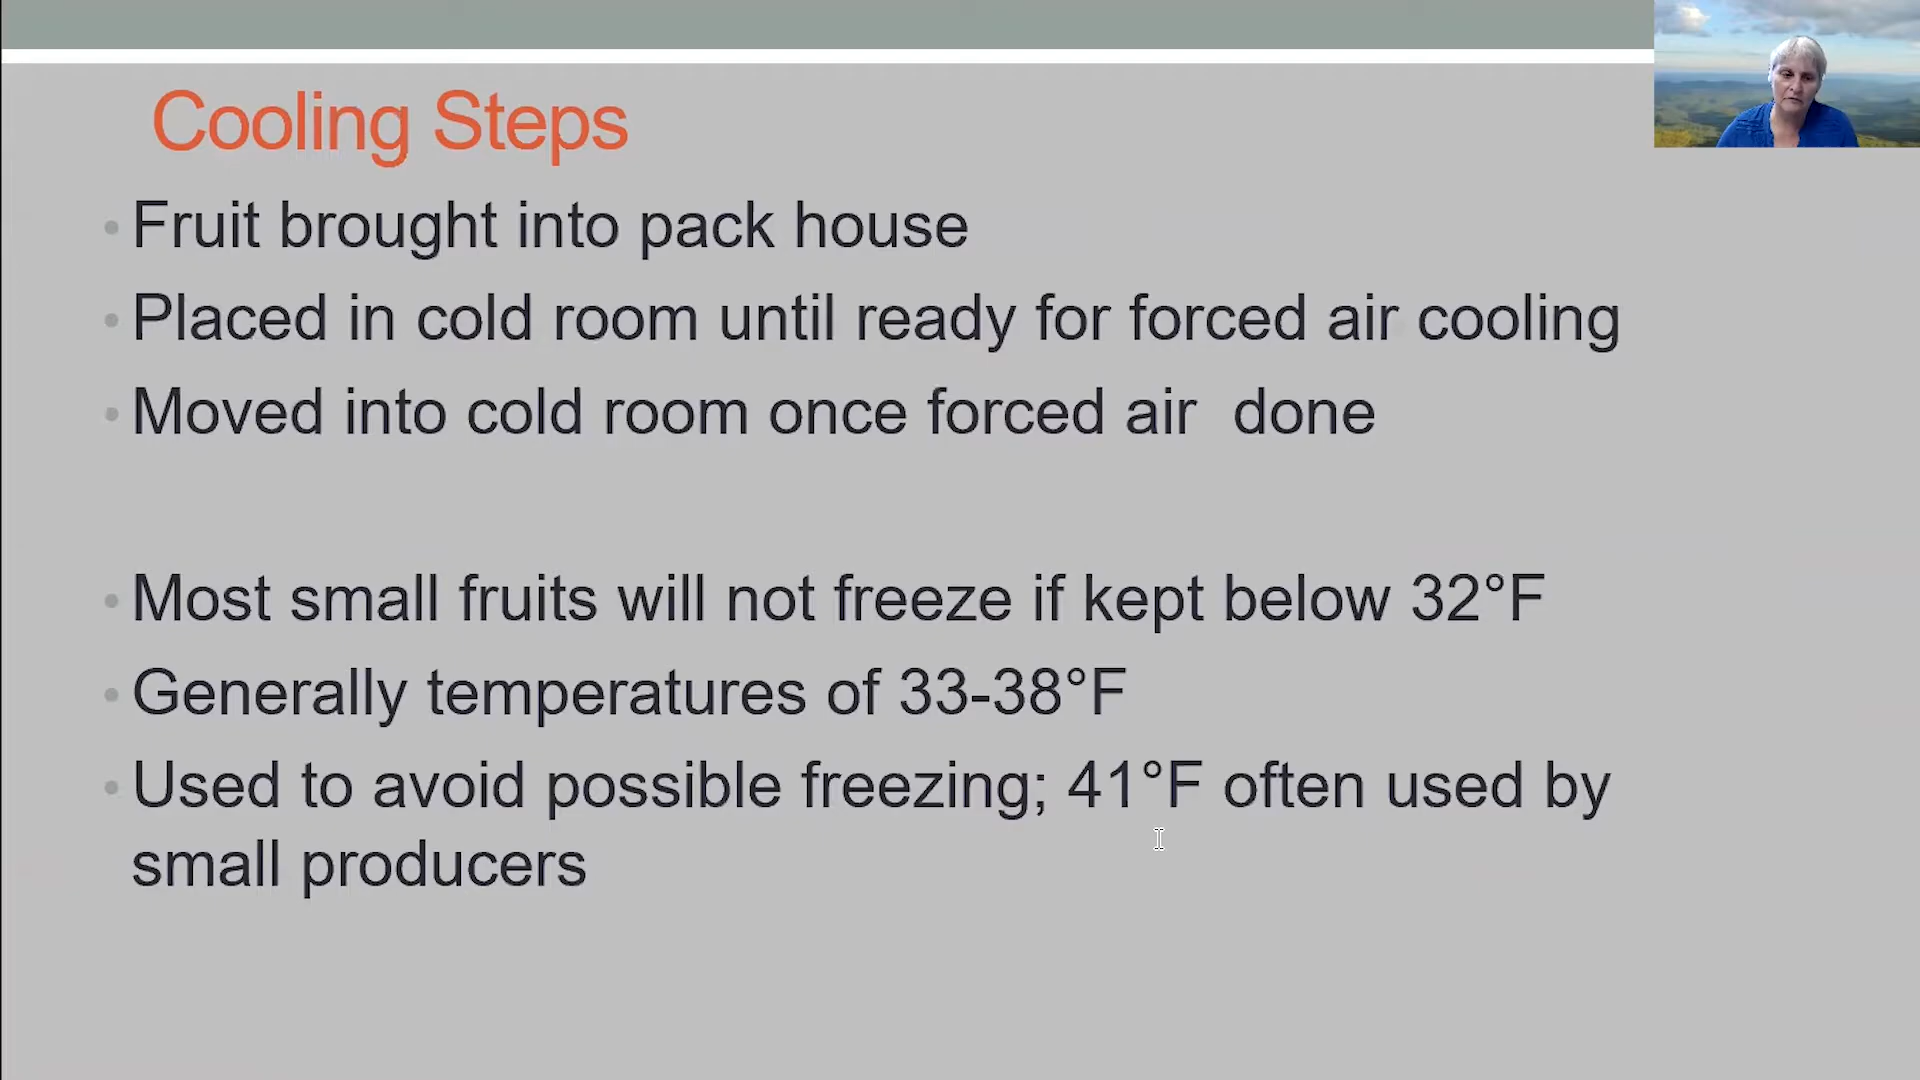 Cooling Steps
Fruit brought into pack house
Placed in cold room until ready for forced air cooling
Moved into cold room once forced air  done
Most small fruits will not freeze if kept below 32°F
Generally temperatures of 33-38°F
Used to avoid possible freezing; 41°F often used by
small producers